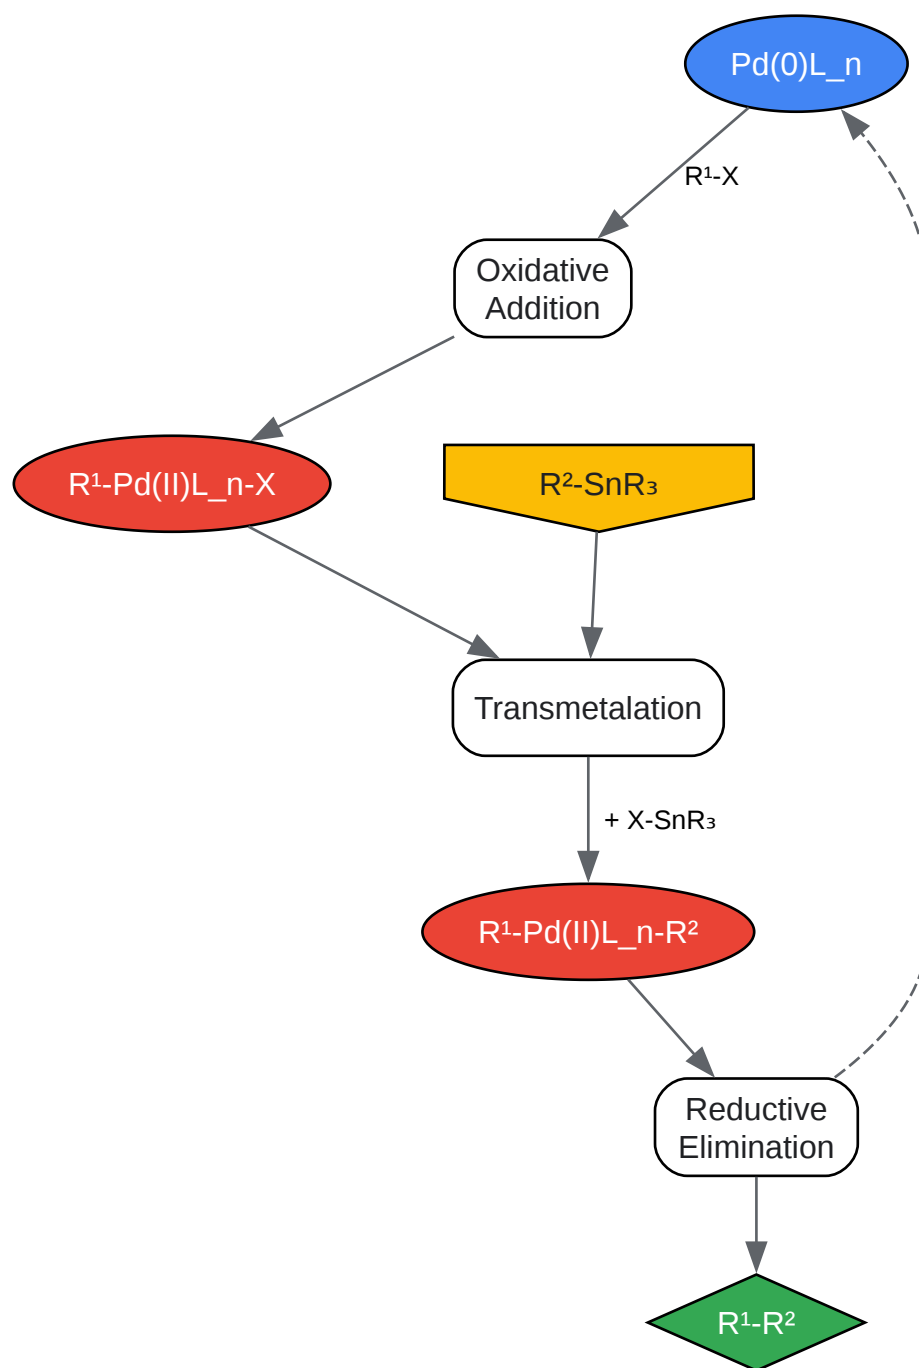 Pd(0)L_n
R¹-X
Oxidative
Addition
R¹-Pd(II)L_n-X
R²-SnR₃
Transmetalation
+ X-SnR₃
R¹-Pd(II)L_n-R²
Reductive
Elimination
R¹-R²